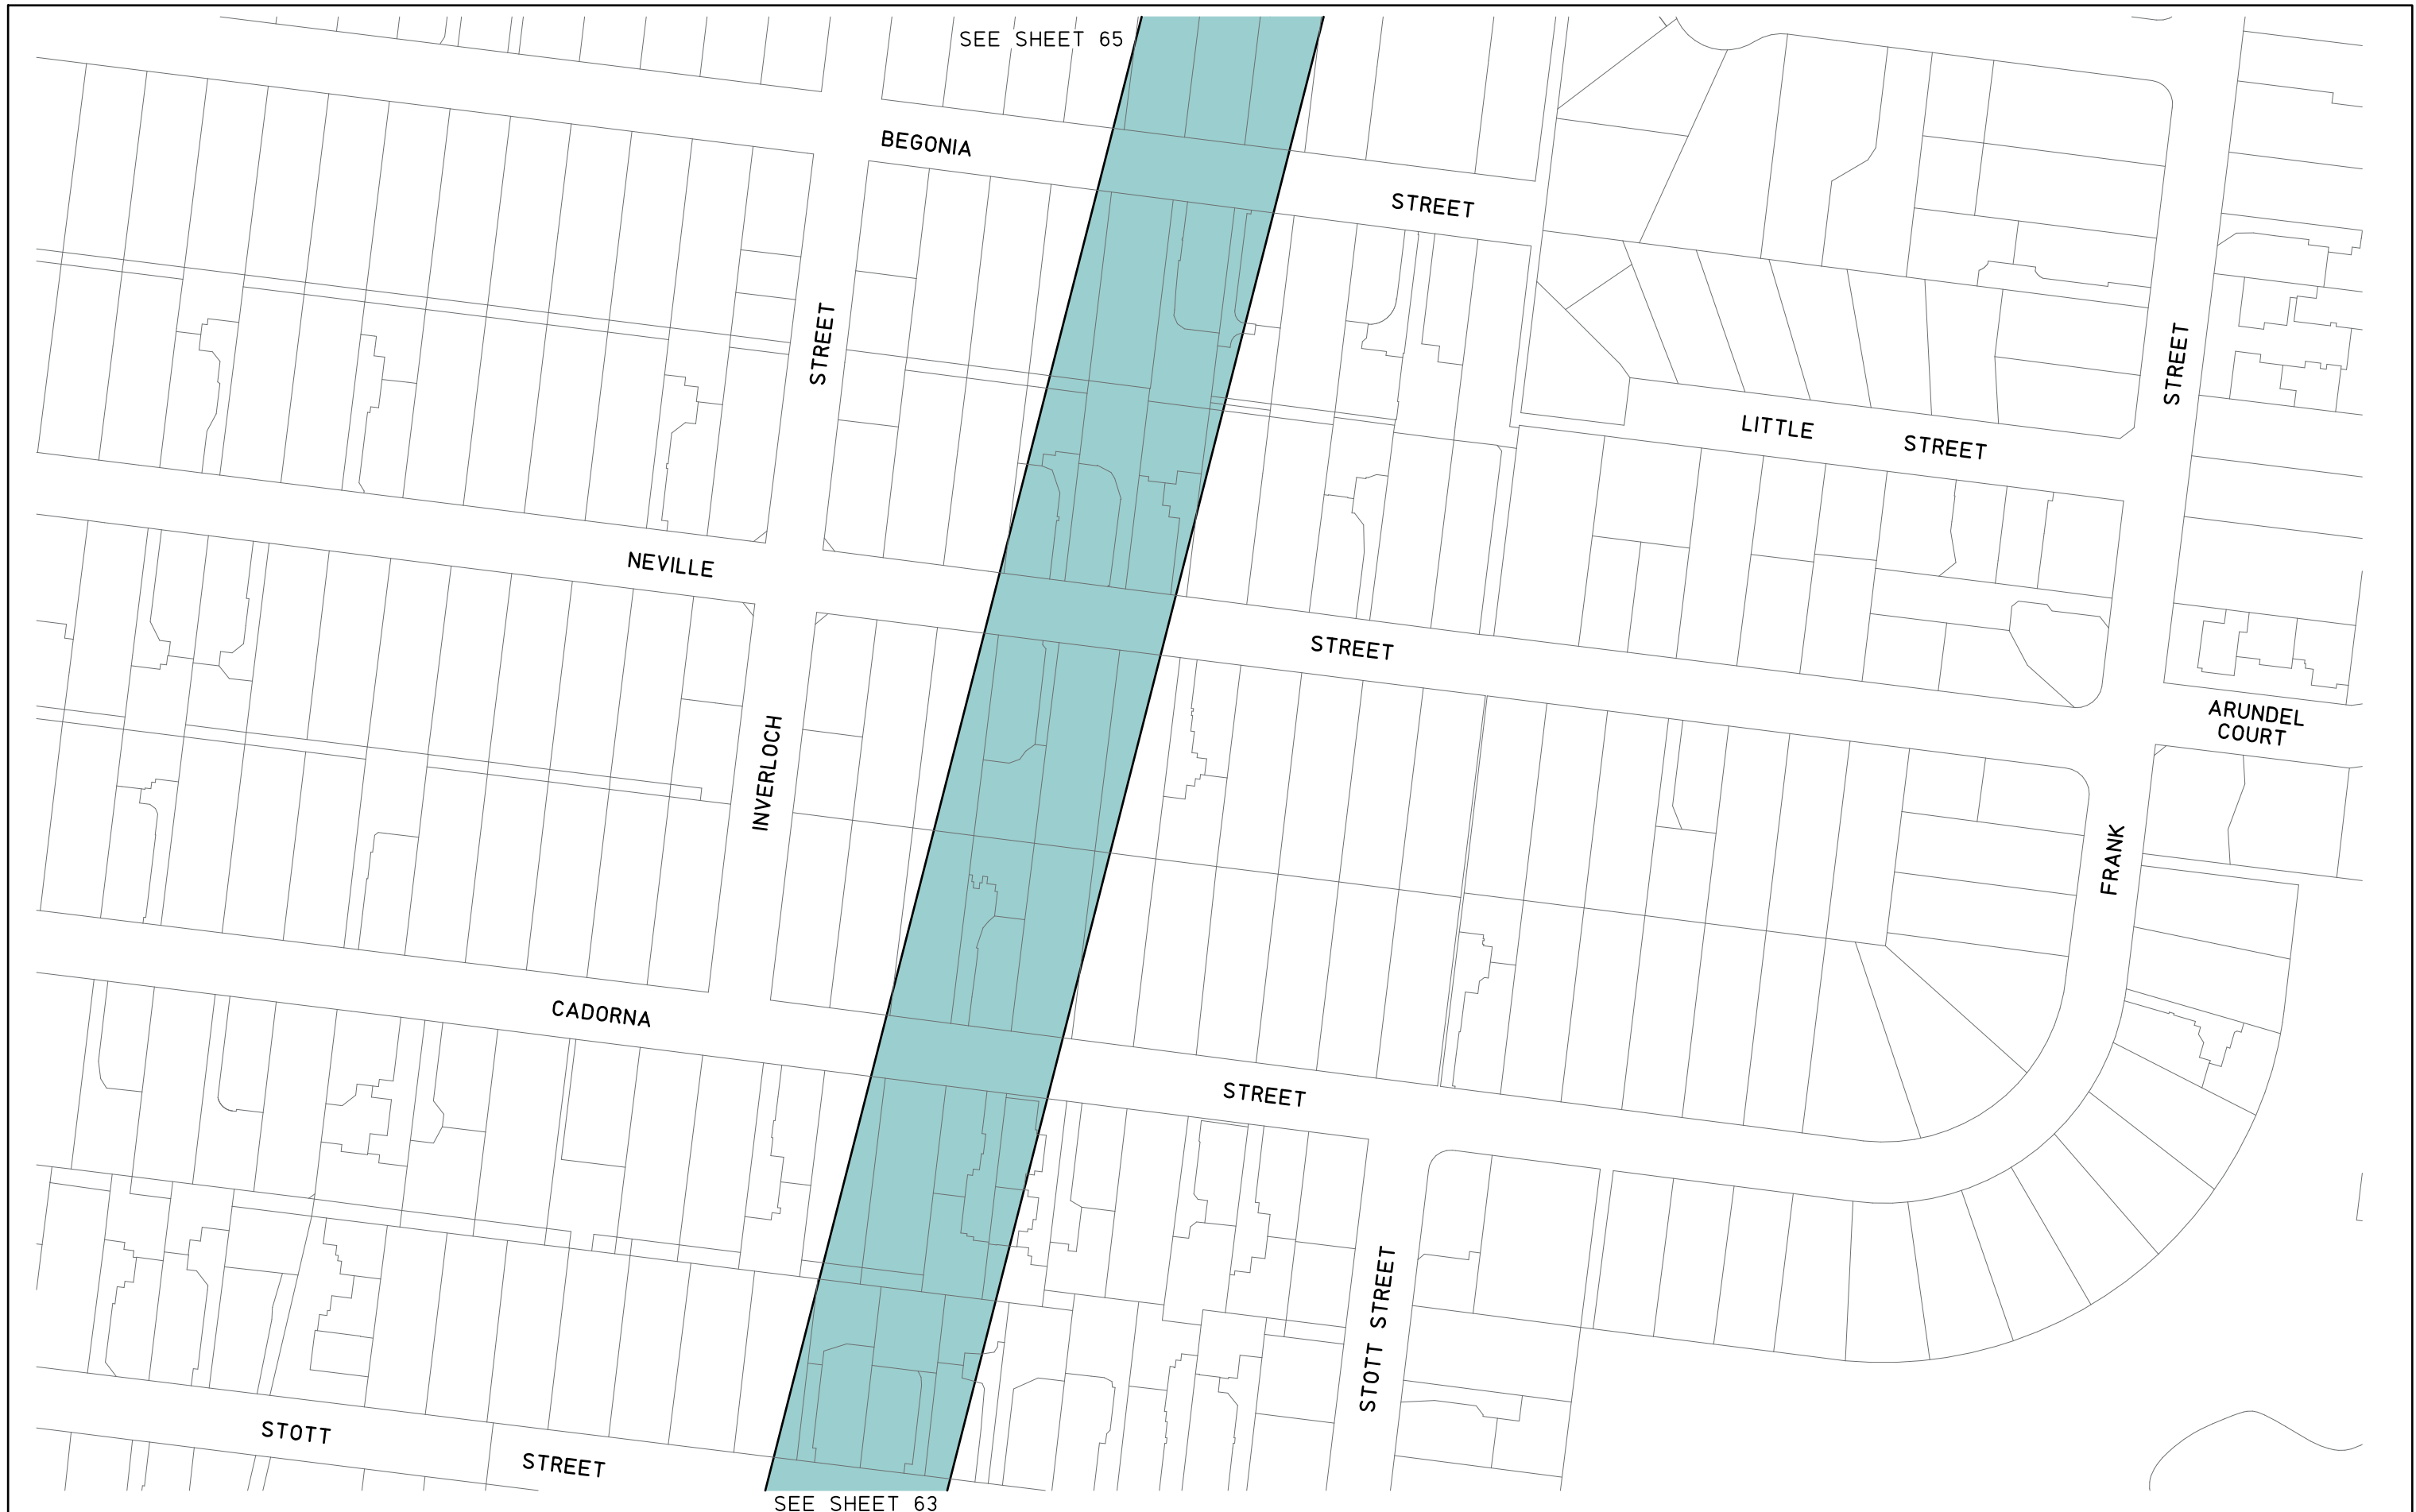 SEE SHEET 65
BEGONIA
STREET
STREET
STREET
LITTLE STREET
NEVILLE
STREET
ARUNDEL
COURT
INVERLOCH
FRANK
CADORNA
STREET
STOTT STREET
STOTT
STREET
SEE SHEET 63